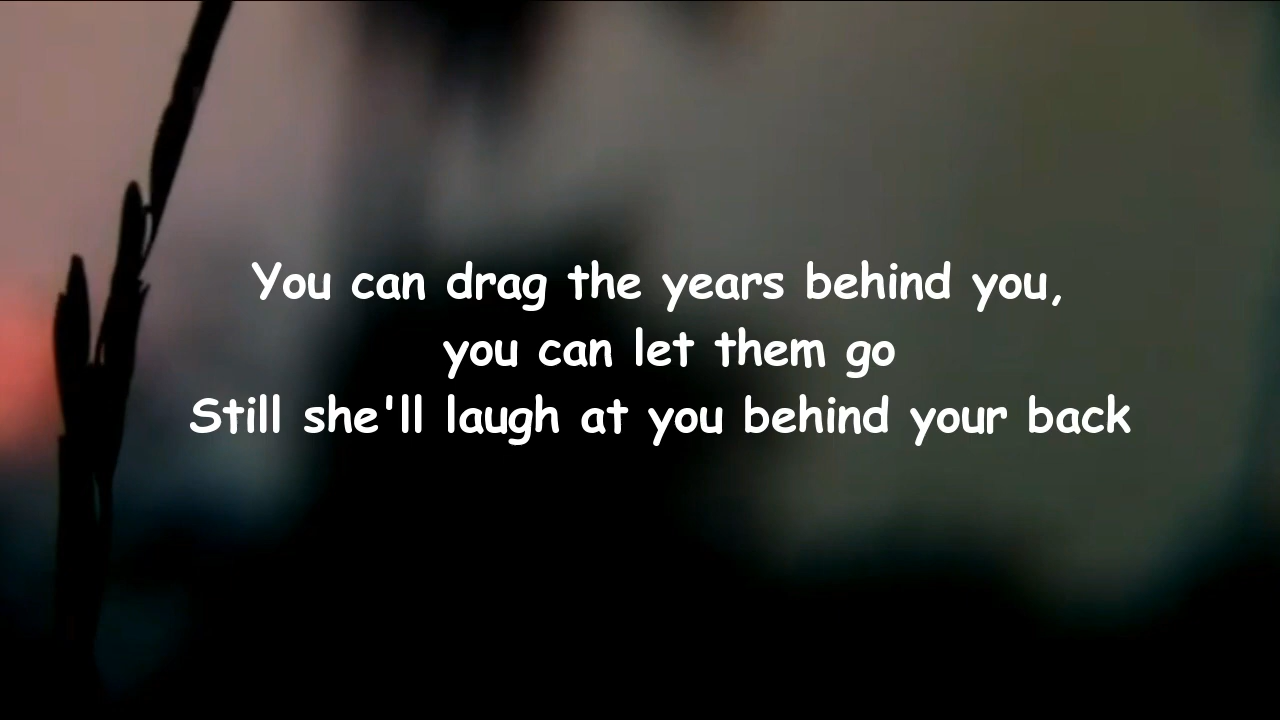 You can drag the years behind you,
you can let them go
Still she'll laugh at you behind your back